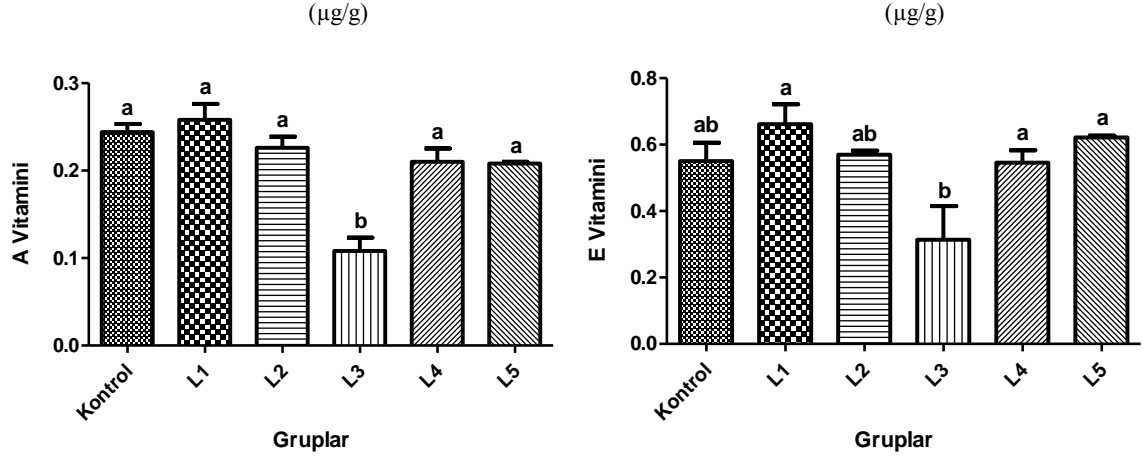 (µg/g)
0.3
0.2
0.1
0.0
A Vitamini
a
a
a
b
a
a
Kontrol
L1
L2
L3
L4
L5
Gruplar
(µg/g)
0.8
0.6
0.4
0.2
0.0
E Vitamini
ab
a
ab
b
a
a
Kontrol
L1
L2
L3
L4
L5
Gruplar